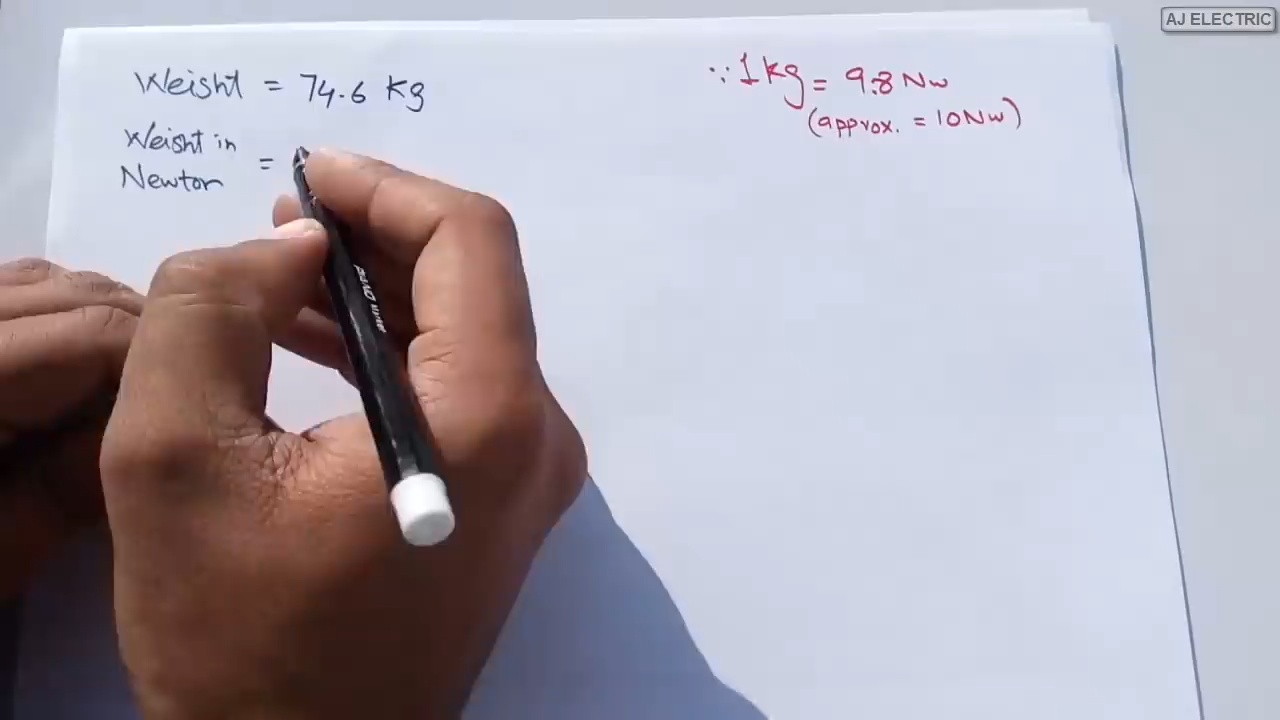 AJ ELECTRIC
Weight = 74.6 Kg
∵ 1 kg = 9.8 Nw
(approx. = 10 Nw)
Weight in
Newton =